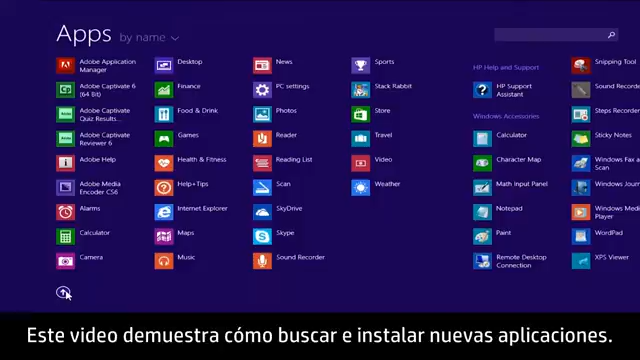 Apps by name
Adobe Application
Manager
Adobe Captivate 6
(64 Bit)
Adobe Captivate
Quiz Results...
Adobe Captivate
Reviewer 6
Adobe Help
Adobe Media
Encoder CS6
Alarms
Calculator
Camera
Desktop
Finance
Food & Drink
Games
Health & Fitness
Help+Tips
Internet Explorer
Maps
Music
News
PC settings
Photos
Reader
Reading List
Scan
SkyDrive
Skype
Sound Recorder
Sports
Stack Rabbit
Store
Travel
Video
Weather
HP Help and Support
HP Support
Assistant
Windows Accessories
Calculator
Character Map
Math Input Panel
Notepad
Paint
Remote Desktop
Connection
Snipping Tool
Sound Recorde
Steps Recorder
Sticky Notes
Windows Fax a
Scan
Windows Journ
Windows Medi
Player
WordPad
XPS Viewer
Este video demuestra cómo buscar e instalar nuevas aplicaciones.